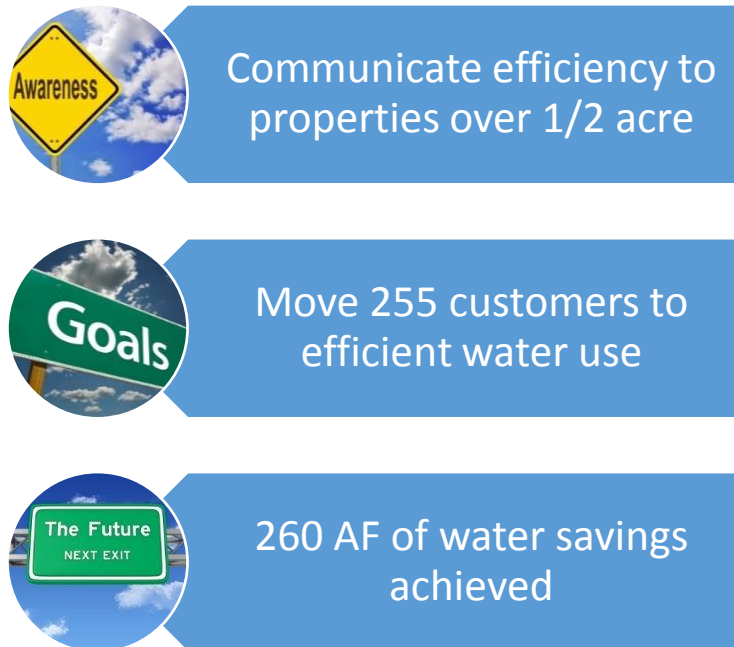 Awareness
Communicate efficiency to
properties over 1/2 acre
Goals
Move 255 customers to
efficient water use
The Future
NEXT EXIT
260 AF of water savings
achieved